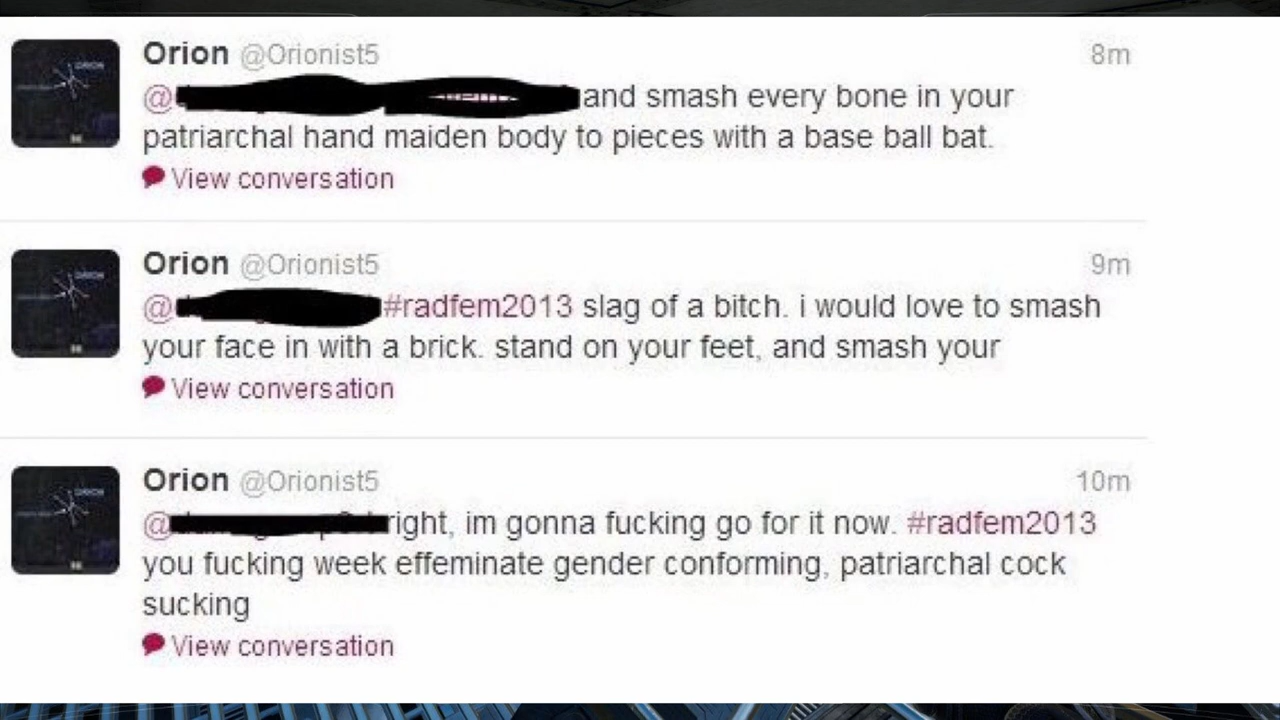 Orion @Orionist5 8m
@ and smash every bone in your
patriarchal hand maiden body to pieces with a base ball bat.
View conversation
Orion @Orionist5 9m
@ #radfem2013 slag of a bitch. i would love to smash
your face in with a brick. stand on your feet, and smash your
View conversation
Orion @Orionist5 10m
@ right, im gonna fucking go for it now. #radfem2013
you fucking week effeminate gender conforming, patriarchal cock
sucking
View conversation